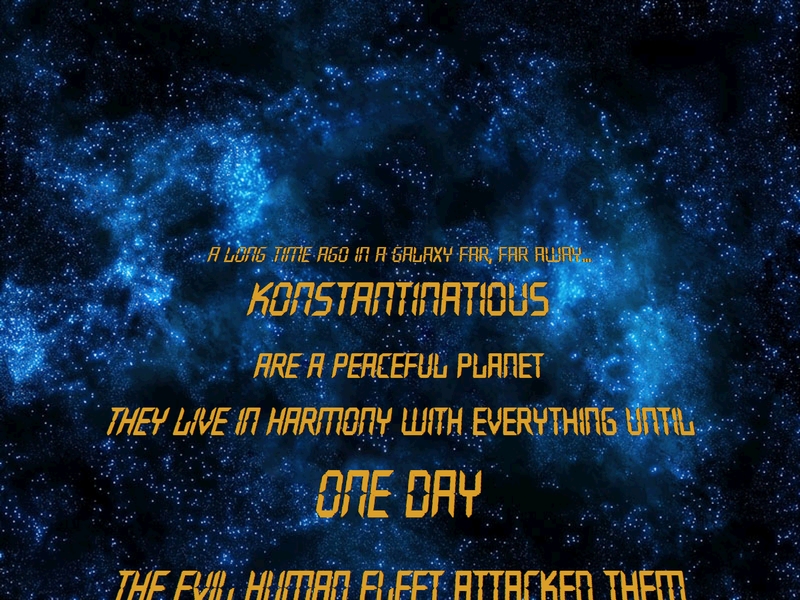 A LONG TIME AGO IN A GALAXY FAR, FAR AWAY...
KONSTANTINATIOUS
ARE A PEACEFUL PLANET
THEY LIVE IN HARMONY WITH EVERYTHING UNTIL
ONE DAY
THE EVIL HUMAN FLEET ATTACKED THEM